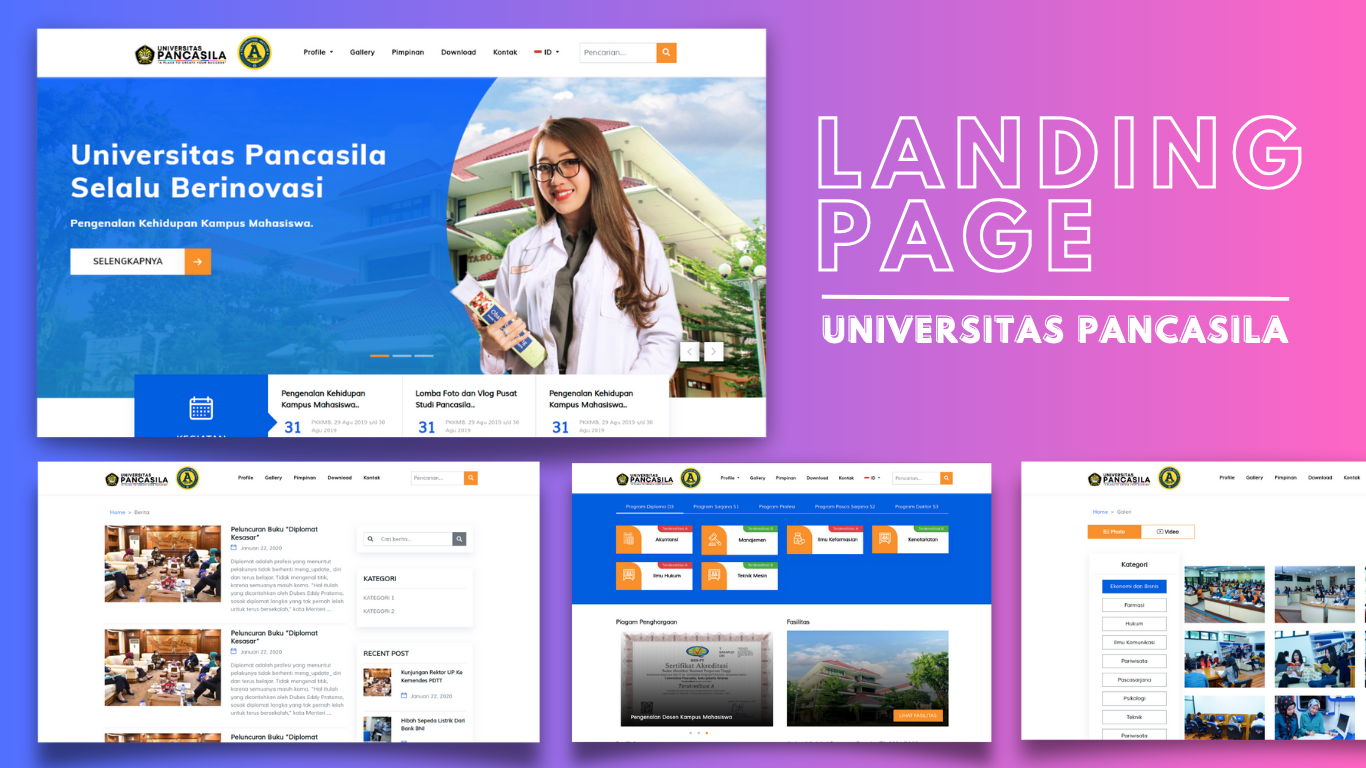 UNIVERSITAS
PANCASILA
"A PLACE TO CREATE YOUR SUCCESS"
Profile Gallery Pimpinan Download Kontak ID Pencarian...
Universitas Pancasila
Selalu Berinovasi
Pengenalan Kehidupan Kampus Mahasiswa.
SELENGKAPNYA
Pengenalan Kehidupan
Kampus Mahasiswa..
31 PKKMB, 29 Agu 2019 s/d 30
Agu 2019
Lomba Foto dan Vlog Pusat
Studi Pancasila..
31 PKKMB, 29 Agu 2019 s/d 30
Agu 2019
Pengenalan Kehidupan
Kampus Mahasiswa..
31 PKKMB, 29 Agu 2019 s/d 30
Agu 2019
KEGIATAN
LANDING
PAGE
UNIVERSITAS PANCASILA
UNIVERSITAS
PANCASILA
Profile Gallery Pimpinan Download Kontak Pencarian...
Home > Berita
Peluncuran Buku "Diplomat
Kesasar"
Januari 22, 2020
Diplomat adalah profesi yang menuntut
pelakunya tidak berhenti meng_update_ diri
dan terus belajar. Tidak mengenal titik,
karena semuanya masih koma. "Hal itulah
yang dicontohkan oleh Dubes Eddy Pratomo,
sosok diplomat langka yang tak pernah lelah
untuk terus bersekolah," kata Menteri ...
Peluncuran Buku "Diplomat
Kesasar"
Januari 22, 2020
Diplomat adalah profesi yang menuntut
pelakunya tidak berhenti meng_update_ diri
dan terus belajar. Tidak mengenal titik,
karena semuanya masih koma. "Hal itulah
yang dicontohkan oleh Dubes Eddy Pratomo,
sosok diplomat langka yang tak pernah lelah
untuk terus bersekolah," kata Menteri ...
Peluncuran Buku "Diplomat
Cari berita...
KATEGORI
KATEGORI 1
KATEGORI 2
RECENT POST
Kunjungan Rektor UP Ke
Kemendes PDTT
Januari 22, 2020
Hibah Sepeda Listrik Dari
Bank BNI
UNIVERSITAS
PANCASILA
Profile Gallery Pimpinan Download Kontak ID Pencarian...
Program Diploma D3 Program Sarjana S1 Program Profesi Program Pasca Sarjana S2 Program Doktor S3
Terakreditasi A Terakreditasi A Terakreditasi A Terakreditasi A
Akuntansi Manajemen Ilmu Kefarmasian Kenotariatan
Terakreditasi A Terakreditasi A
Ilmu Hukum Teknik Mesin
Piagam Penghargaan
Sertifikat Akreditasi
Terakreditasi A
Pengenalan Dosen Kampus Mahasiswa
Fasilitas
LIHAT FASILITAS
UNIVERSITAS
PANCASILA
Profile Gallery Pimpinan Download Kontak
Home > Galeri
Photo Video
Kategori
Ekonomi dan Bisnis
Farmasi
Hukum
Ilmu Komunikasi
Pariwisata
Pascasarjana
Psikologi
Teknik
Pariwisata